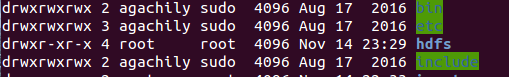 drwxrwxrwx 2 agachily sudo 4096 Aug 17 2016 bin
drwxrwxrwx 3 agachily sudo 4096 Aug 17 2016 etc
drwxr-xr-x 4 root root 4096 Nov 14 23:29 hdfs
drwxrwxrwx 2 agachily sudo 4096 Aug 17 2016 include